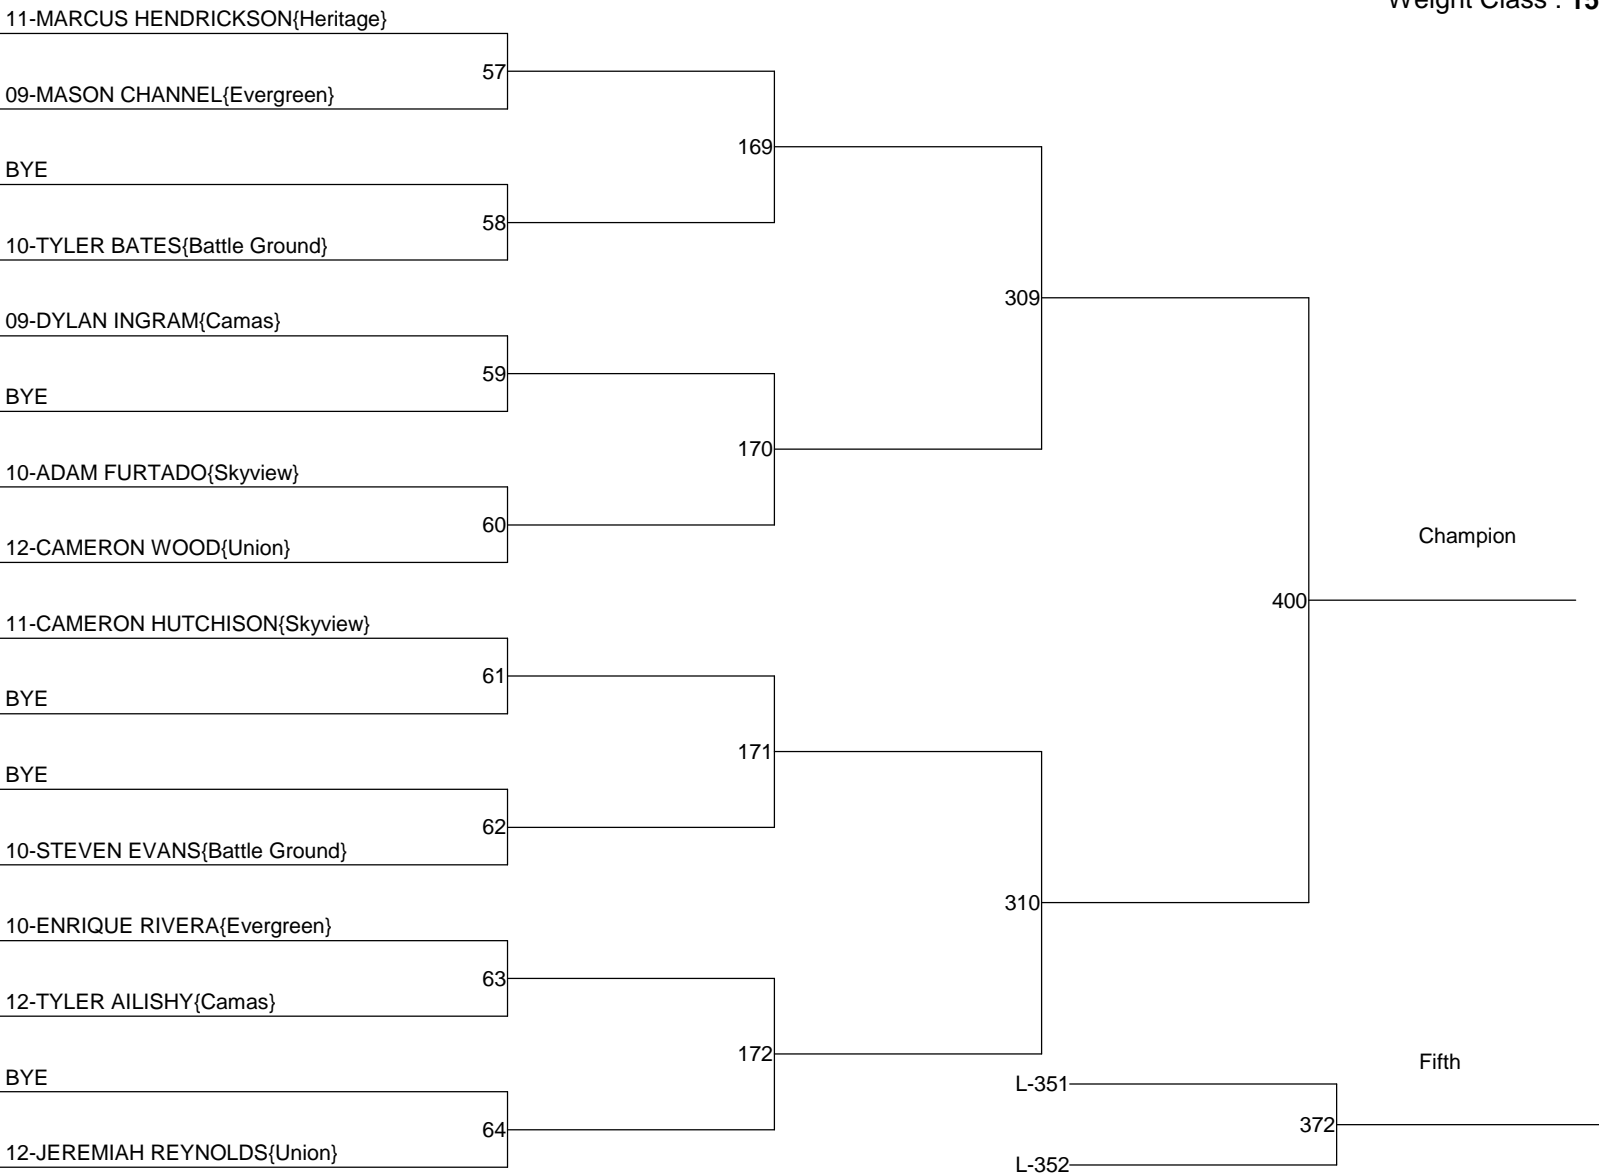 Weight Class : 15
11-MARCUS HENDRICKSON{Heritage}
57
09-MASON CHANNEL{Evergreen}
169
BYE
58
10-TYLER BATES{Battle Ground}
309
09-DYLAN INGRAM{Camas}
59
BYE
170
10-ADAM FURTADO{Skyview}
60
12-CAMERON WOOD{Union}
Champion
400
11-CAMERON HUTCHISON{Skyview}
61
BYE
171
BYE
62
10-STEVEN EVANS{Battle Ground}
310
10-ENRIQUE RIVERA{Evergreen}
63
12-TYLER AILISHY{Camas}
172
Fifth
BYE
L-351
64
372
12-JEREMIAH REYNOLDS{Union}
L-352